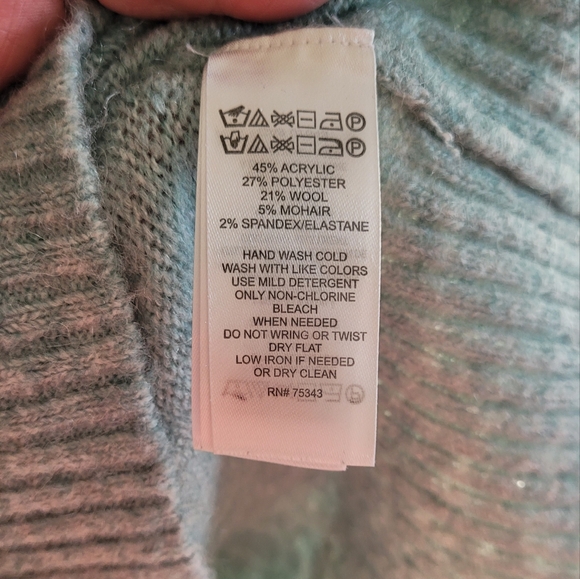 45% ACRYLIC
27% POLYESTER
21% WOOL
5% MOHAIR
2% SPANDEX/ELASTANE
HAND WASH COLD
WASH WITH LIKE COLORS
USE MILD DETERGENT
ONLY NON-CHLORINE
BLEACH
WHEN NEEDED
DO NOT WRING OR TWIST
DRY FLAT
LOW IRON IF NEEDED
OR DRY CLEAN
RN# 75343